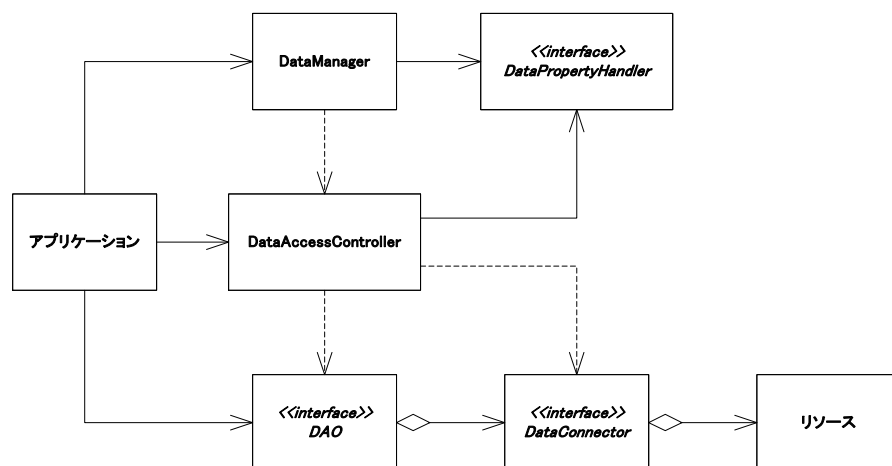 DataManager
<<interface>>
DataPropertyHandler
アプリケーション
DataAccessController
<<interface>>
DAO
<<interface>>
DataConnector
リソース